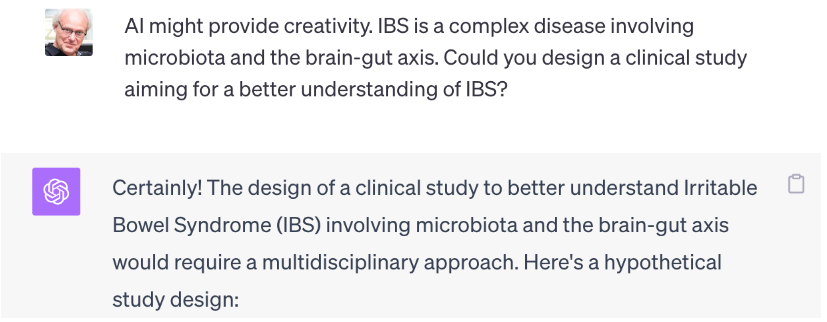 AI might provide creativity. IBS is a complex disease involving
microbiota and the brain-gut axis. Could you design a clinical study
aiming for a better understanding of IBS?
Certainly! The design of a clinical study to better understand Irritable
Bowel Syndrome (IBS) involving microbiota and the brain-gut axis
would require a multidisciplinary approach. Here's a hypothetical
study design: